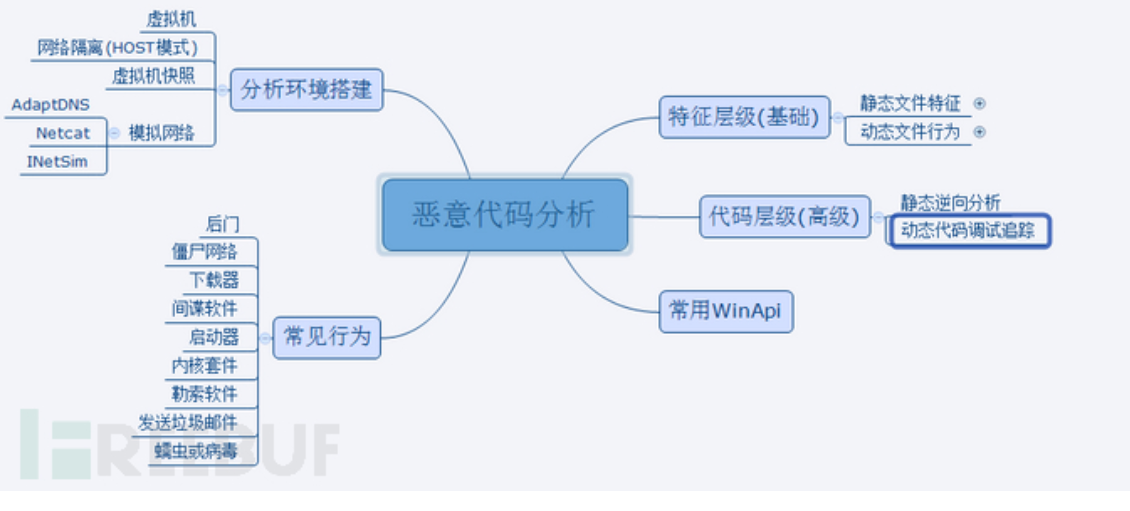 恶意代码分析
分析环境搭建
虚拟机
网络隔离(HOST模式)
虚拟机快照
模拟网络
AdaptDNS
Netcat
INetSim
常见行为
后门
僵尸网络
下载器
间谍软件
启动器
内核套件
勒索软件
发送垃圾邮件
蠕虫或病毒
特征层级(基础)
静态文件特征
动态文件行为
代码层级(高级)
静态逆向分析
动态代码调试追踪
常用WinApi
FREEBUF